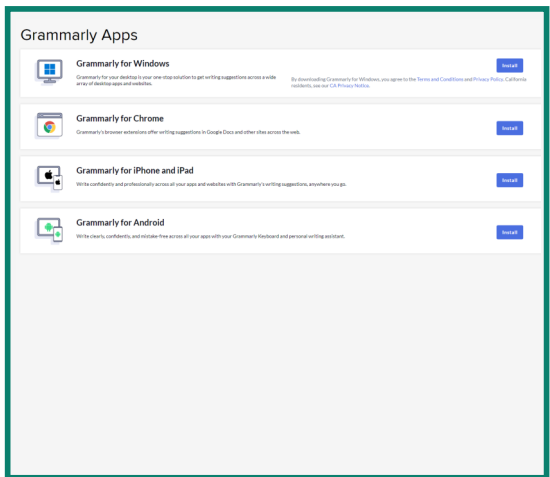 Grammarly Apps
Grammarly for Windows
Install
Grammarly for your desktop is your one-stop solution to get writing suggestions across a wide
array of desktop apps and websites.
By downloading Grammarly for Windows, you agree to the Terms and Conditions and Privacy Policy. California
residents, see our CA Privacy Notice.
Grammarly for Chrome
Grammarly's browser extensions offer writing suggestions in Google Docs and other sites across the web.
Install
Grammarly for iPhone and iPad
Write confidently and professionally across all your apps and websites with Grammarly's writing suggestions, anywhere you go.
Install
Grammarly for Android
Write clearly, confidently, and mistake-free across all your apps with your Grammarly Keyboard and personal writing assistant.
Install